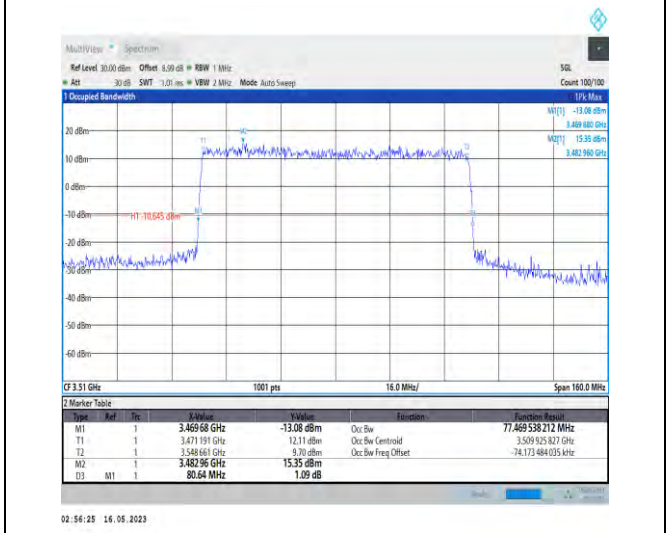 MultiView Spectrum
Ref Level 30.00 dBm Offset 8.99 dB RBW 1 MHz SGL
Att 30 dB SWT 1.01 ms VBW 2 MHz Mode Auto Sweep Count 100/100
1 Occupied Bandwidth 1Pk Max
M1[1] -13.08 dBm
3.469 680 GHz
M2[1] 15.35 dBm
3.482 960 GHz
20 dBm
M2
T1
T2
10 dBm
0 dBm
-10 dBm
H1 -10.645 dBm
M1
-20 dBm
-30 dBm
-40 dBm
-50 dBm
-60 dBm
CF 3.51 GHz 1001 pts 16.0 MHz/ Span 160.0 MHz
2 Marker Table
Type Ref Trc X-Value Y-Value Function Function Result
M1 1 3.469 68 GHz -13.08 dBm Occ Bw 77.469 538 212 MHz
T1 1 3.471 191 GHz 12.11 dBm Occ Bw Centroid 3.509 925 827 GHz
T2 1 3.548 661 GHz 9.70 dBm Occ Bw Freq Offset -74.173 484 035 kHz
M2 1 3.482 96 GHz 15.35 dBm
D3 M1 1 80.64 MHz 1.09 dB
02:56:25 16.05.2023